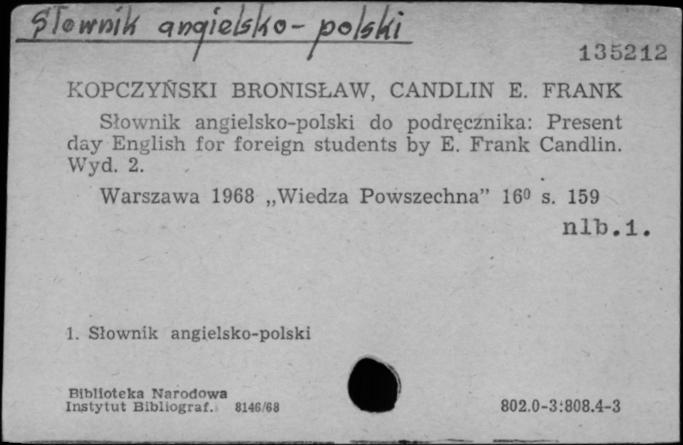 Słownik angielsko-polski
135212
KOPCZYŃSKI BRONISŁAW, CANDLIN E. FRANK
Słownik angielsko-polski do podręcznika: Present
day English for foreign students by E. Frank Candlin.
Wyd. 2.
Warszawa 1968 „Wiedza Powszechna” 16⁰ s. 159
nlb.1.
1. Słownik angielsko-polski
Biblioteka Narodowa
Instytut Bibliograf. 8146/68
802.0-3:808.4-3